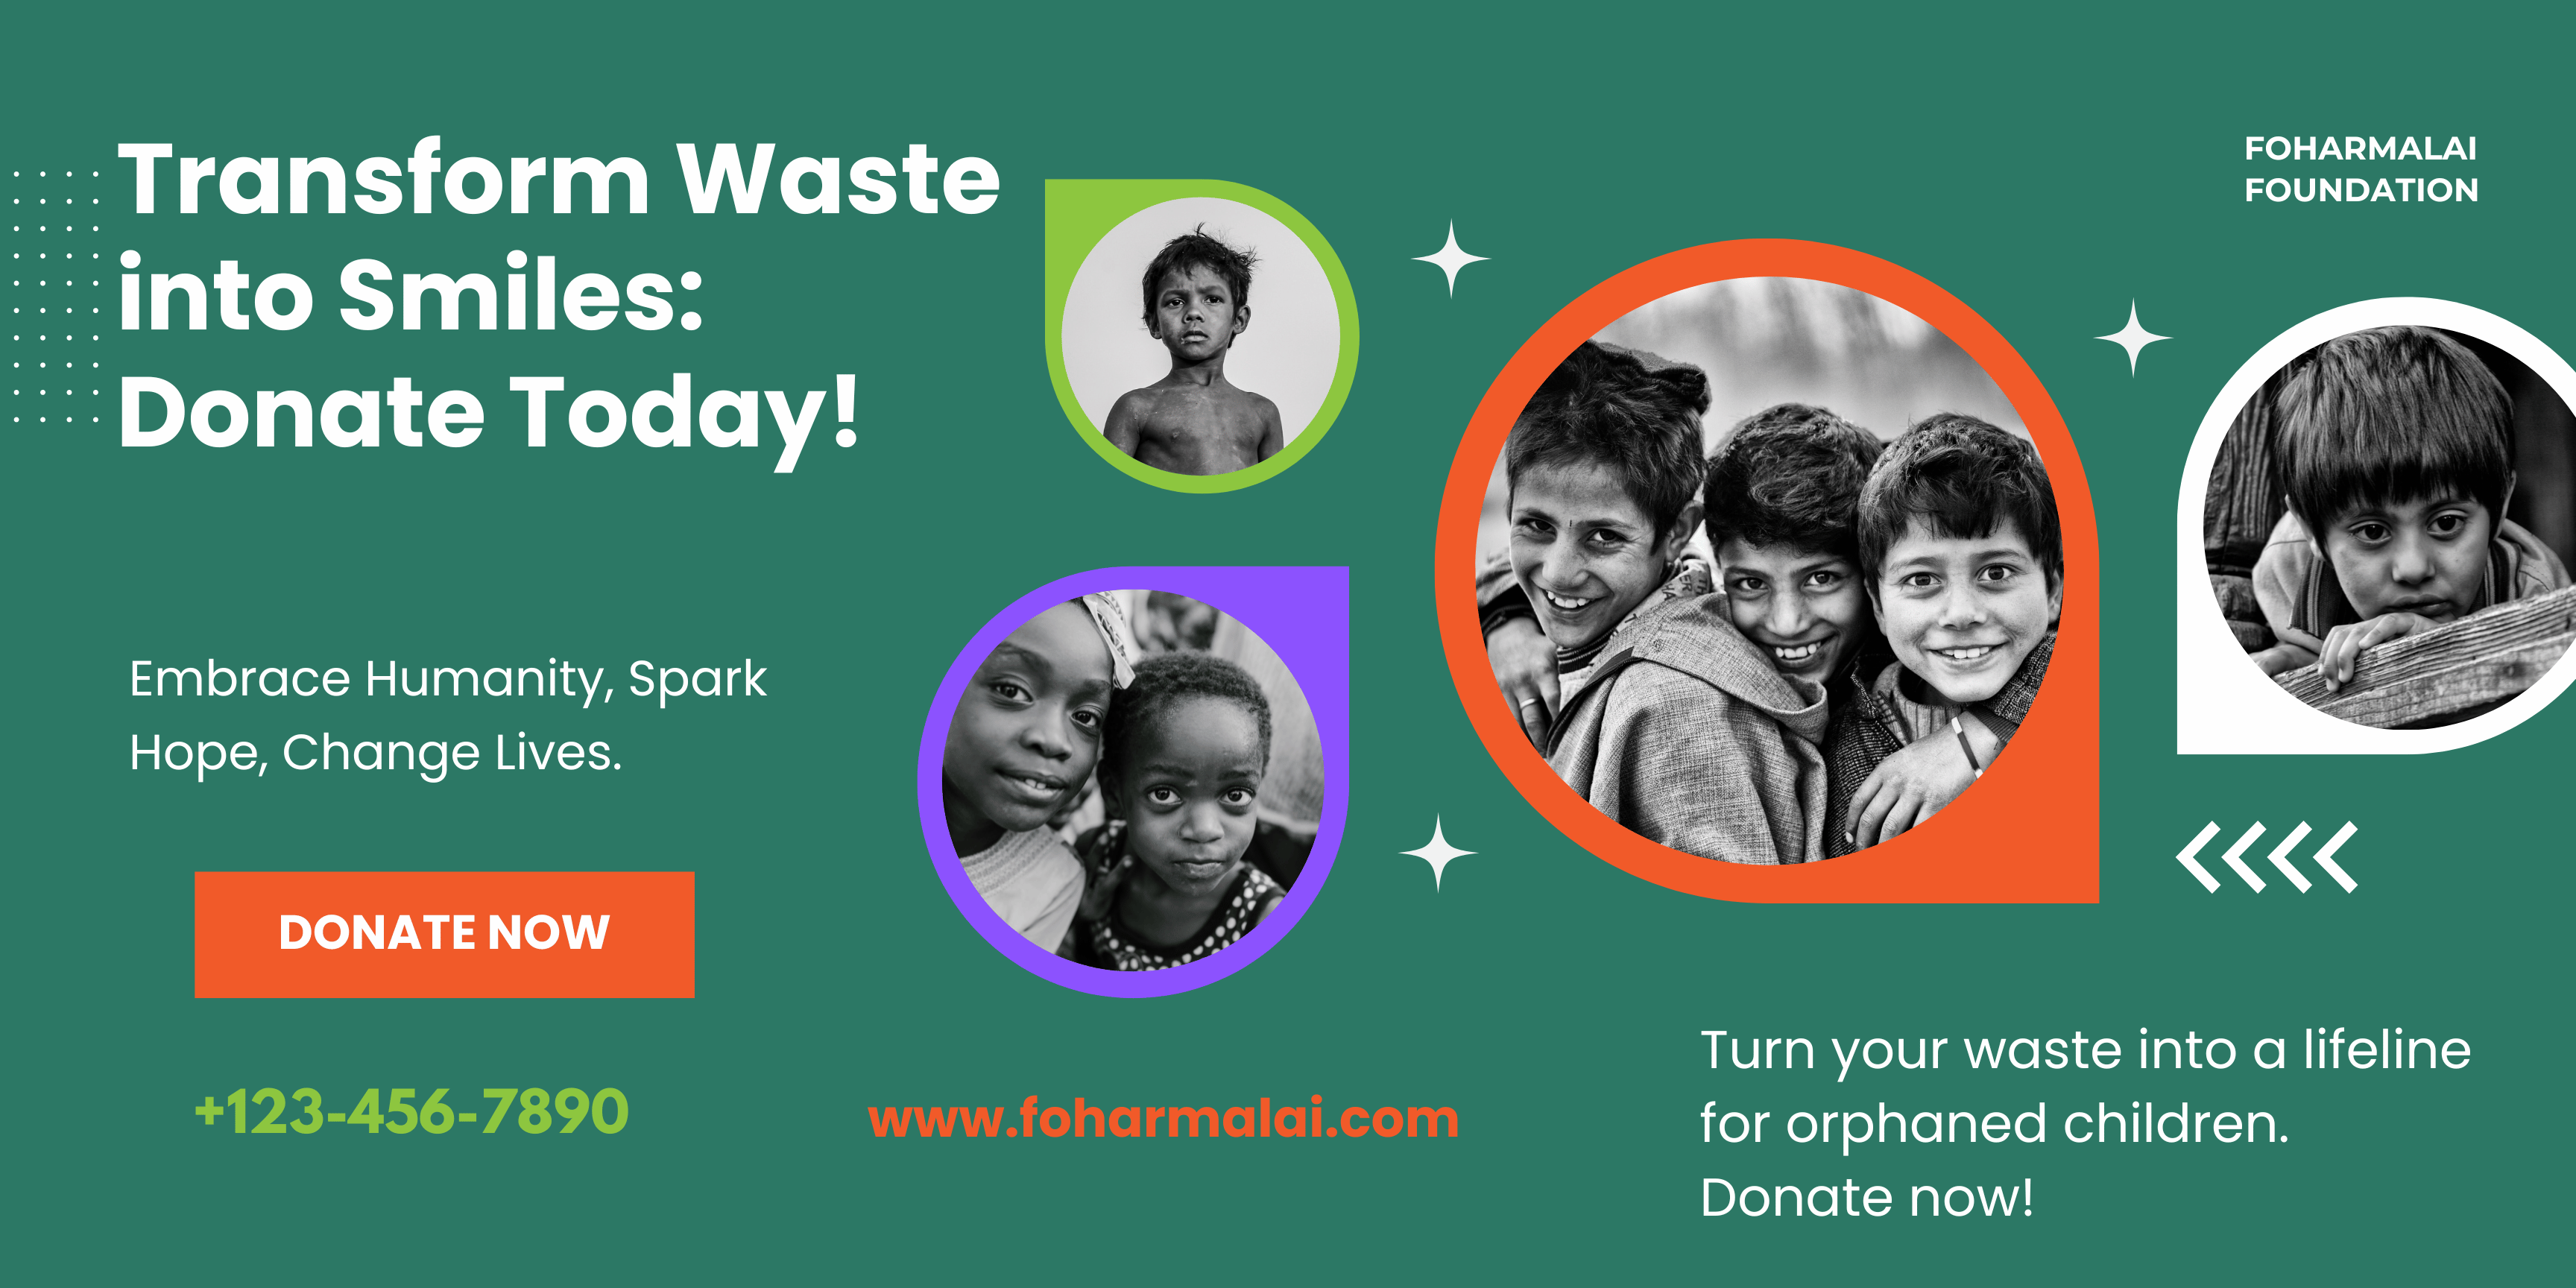 Transform Waste
into Smiles:
Donate Today!
FOHARMALAI
FOUNDATION
Embrace Humanity, Spark
Hope, Change Lives.
DONATE NOW
+123-456-7890
www.foharmalai.com
Turn your waste into a lifeline
for orphaned children.
Donate now!